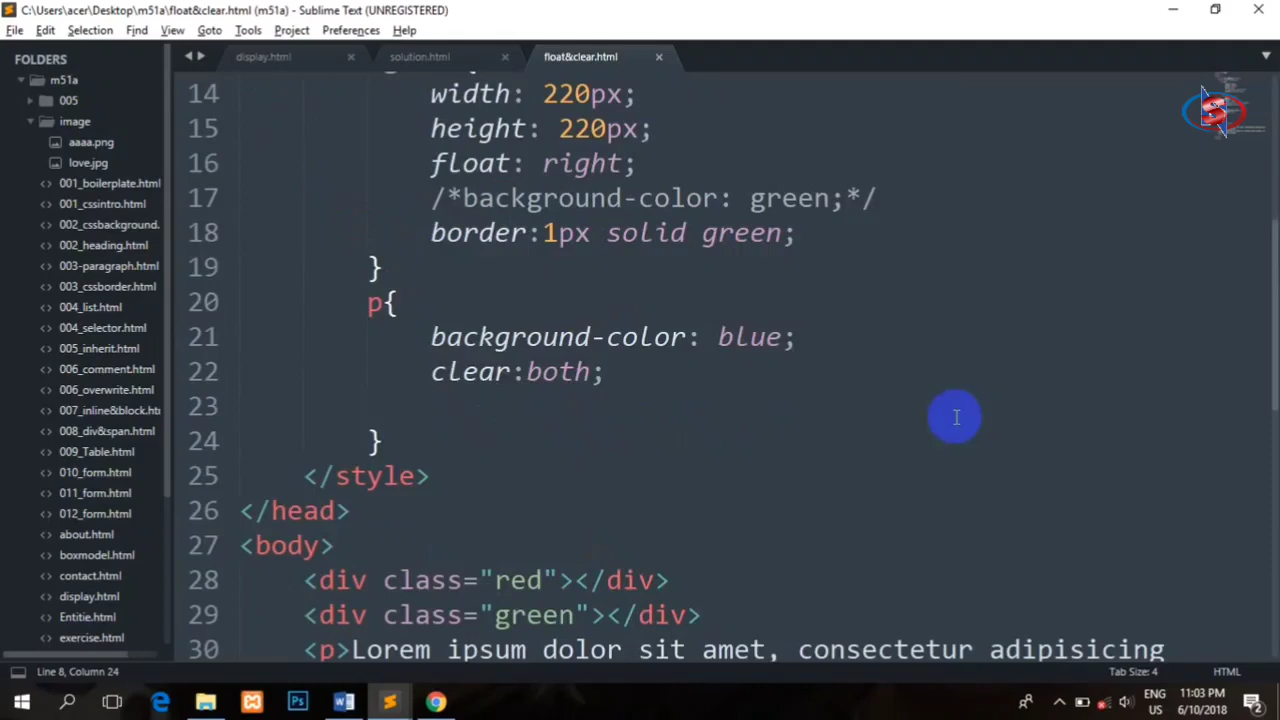 C:\Users\acer\Desktop\m51a\float&clear.html (m51a) - Sublime Text (UNREGISTERED)
File Edit Selection Find View Goto Tools Project Preferences Help
FOLDERS
m51a
005
image
aaaa.png
love.jpg
001_boilerplate.html
001_cssintro.html
002_cssbackground.
002_heading.html
003-paragraph.html
003_cssborder.html
004_list.html
004_selector.html
005_inherit.html
006_comment.html
006_overwrite.html
007_inline&block.ht
008_div&span.html
009_Table.html
010_form.html
011_form.html
012_form.html
about.html
boxmodel.html
contact.html
display.html
Entitie.html
exercise.html
display.html solution.html float&clear.html
14 width: 220px;
15 height: 220px;
16 float: right;
17 /*background-color: green;*/
18 border:1px solid green;
19 }
20 p{
21 background-color: blue;
22 clear:both;
23
24 }
25 </style>
26 </head>
27 <body>
28 <div class="red"></div>
29 <div class="green"></div>
30 <p>Lorem ipsum dolor sit amet, consectetur adipisicing
Line 8, Column 24 Tab Size: 4 HTML
ENG
US
11:03 PM
6/10/2018
2